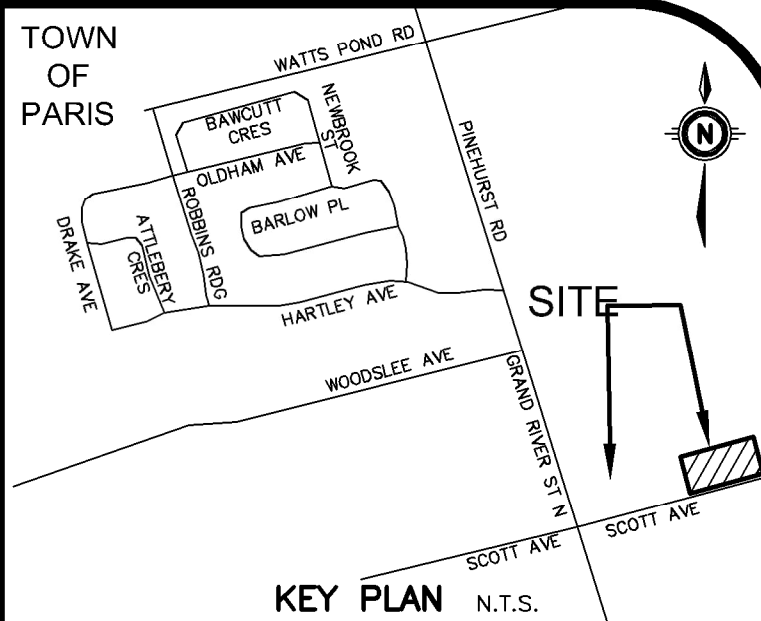 TOWN
OF
PARIS
WATTS POND RD
BAWCUTT
CRES
NEWBROOK
ST
OLDHAM AVE
PINEHURST RD
N
DRAKE AVE
ATTLEBERY
CRES
ROBBINS RDG
BARLOW PL
HARTLEY AVE
SITE
WOODSLEE AVE
GRAND RIVER ST N
SCOTT AVE
SCOTT AVE
KEY PLAN N.T.S.